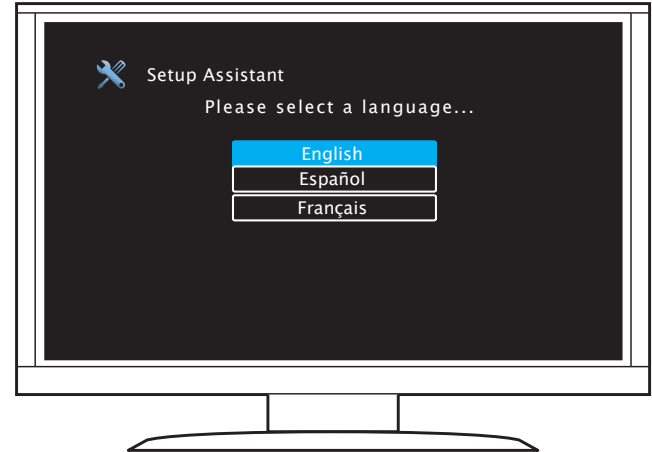 Setup Assistant
Please select a language...
English
Español
Français